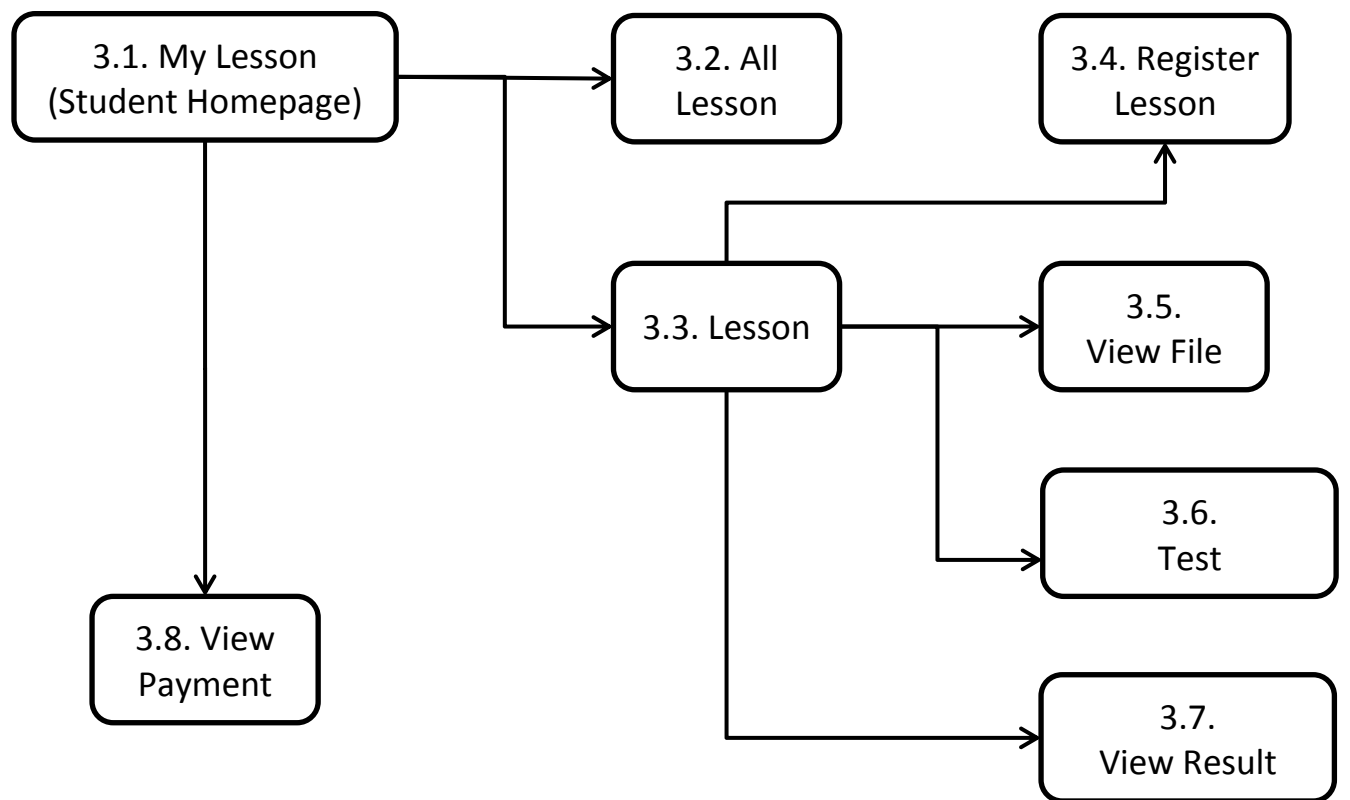 3.1. My Lesson
(Student Homepage)
3.2. All
Lesson
3.4. Register
Lesson
3.3. Lesson
3.5.
View File
3.6.
Test
3.8. View
Payment
3.7.
View Result